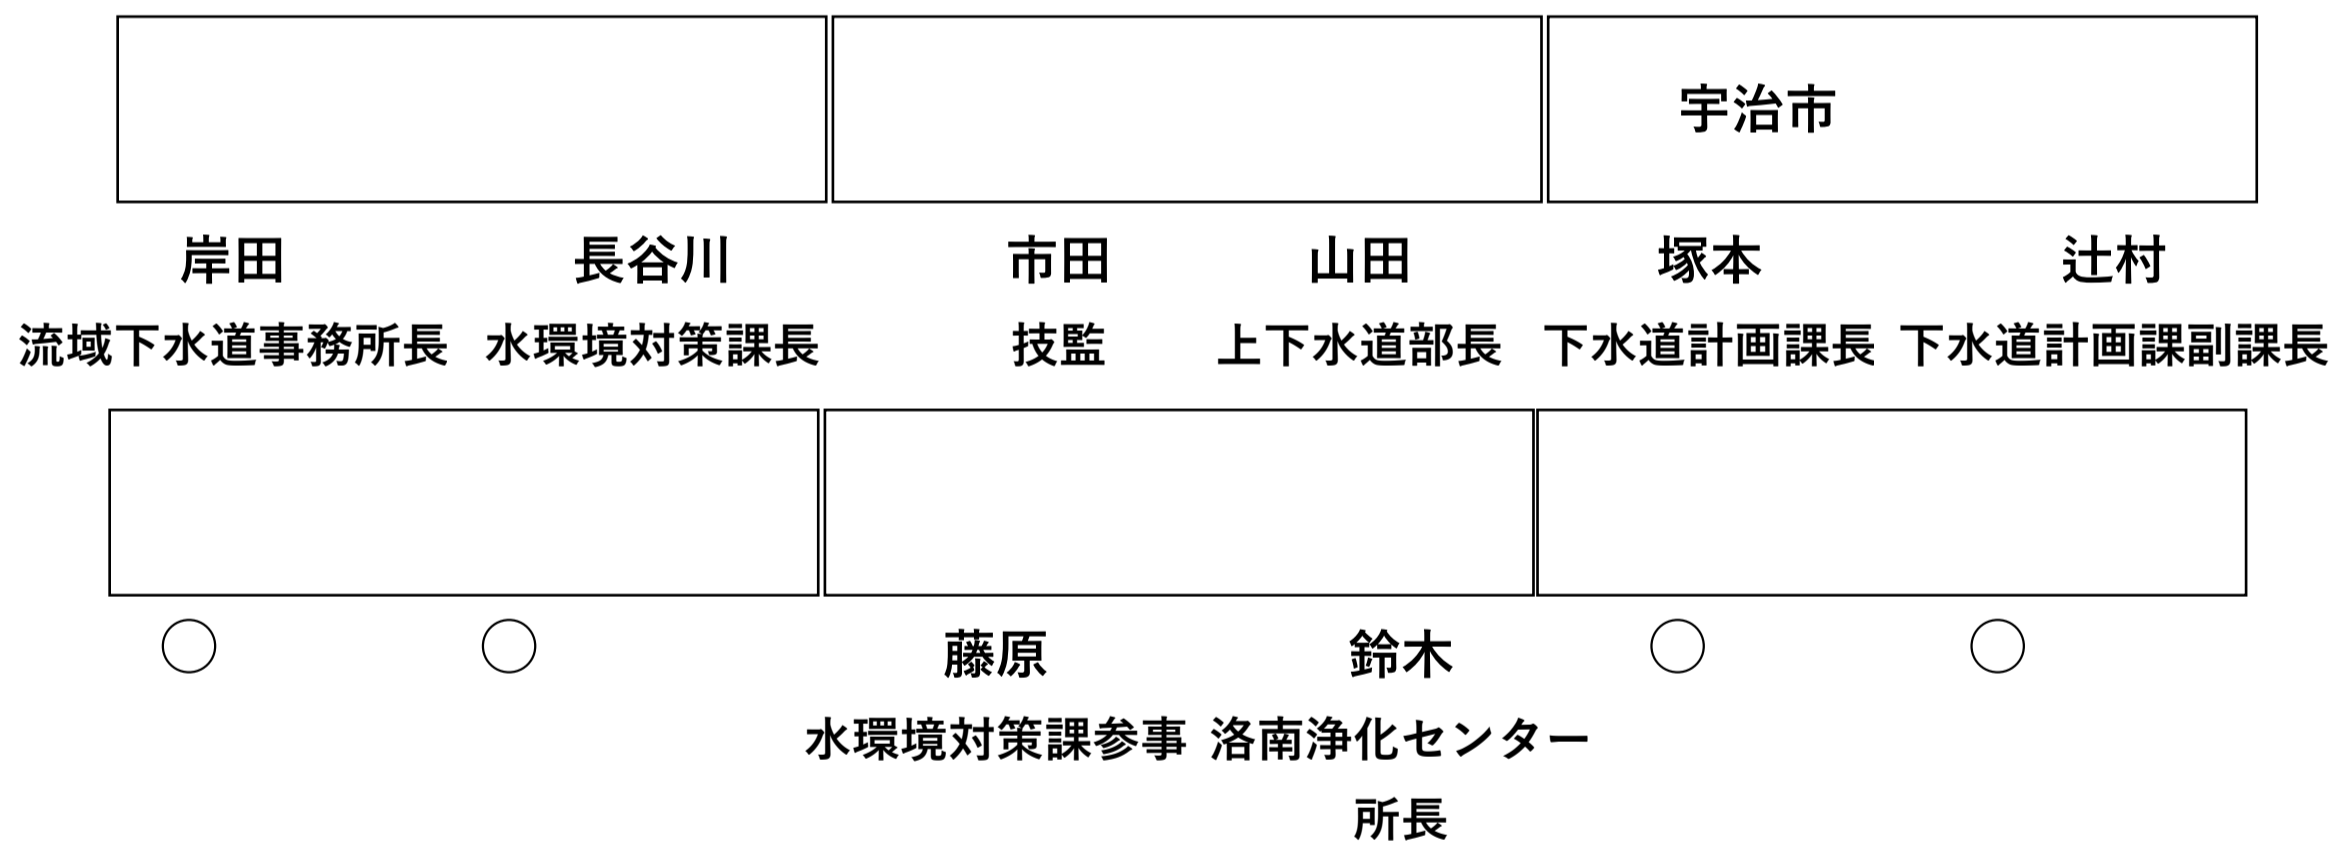 宇治市
岸田 長谷川 市田 山田 塚本 辻村
流域下水道事務所長 水環境対策課長 技監 上下水道部長 下水道計画課長 下水道計画課副課長
○ ○ 藤原 鈴木 ○ ○
水環境対策課参事 洛南浄化センター
所長